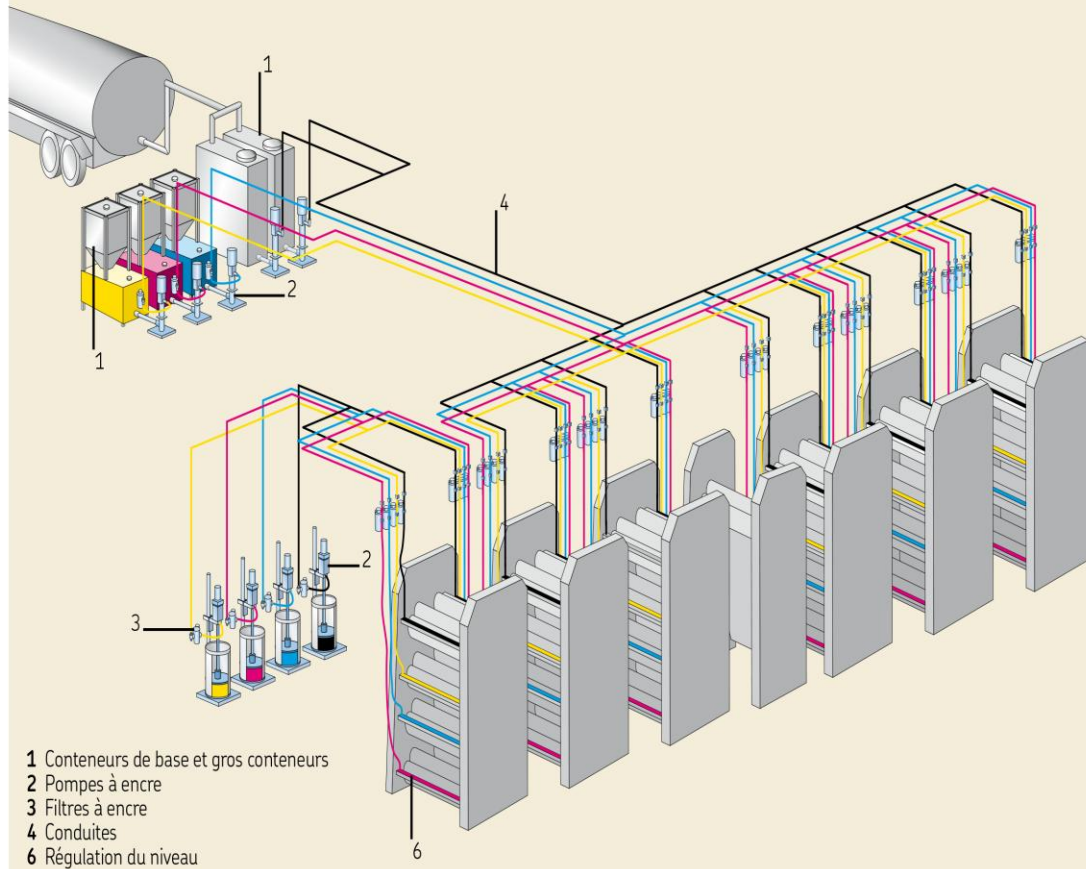 1
4
2
1
2
3
1 Conteneurs de base et gros conteneurs
2 Pompes à encre
3 Filtres à encre
4 Conduites
6 Régulation du niveau
6